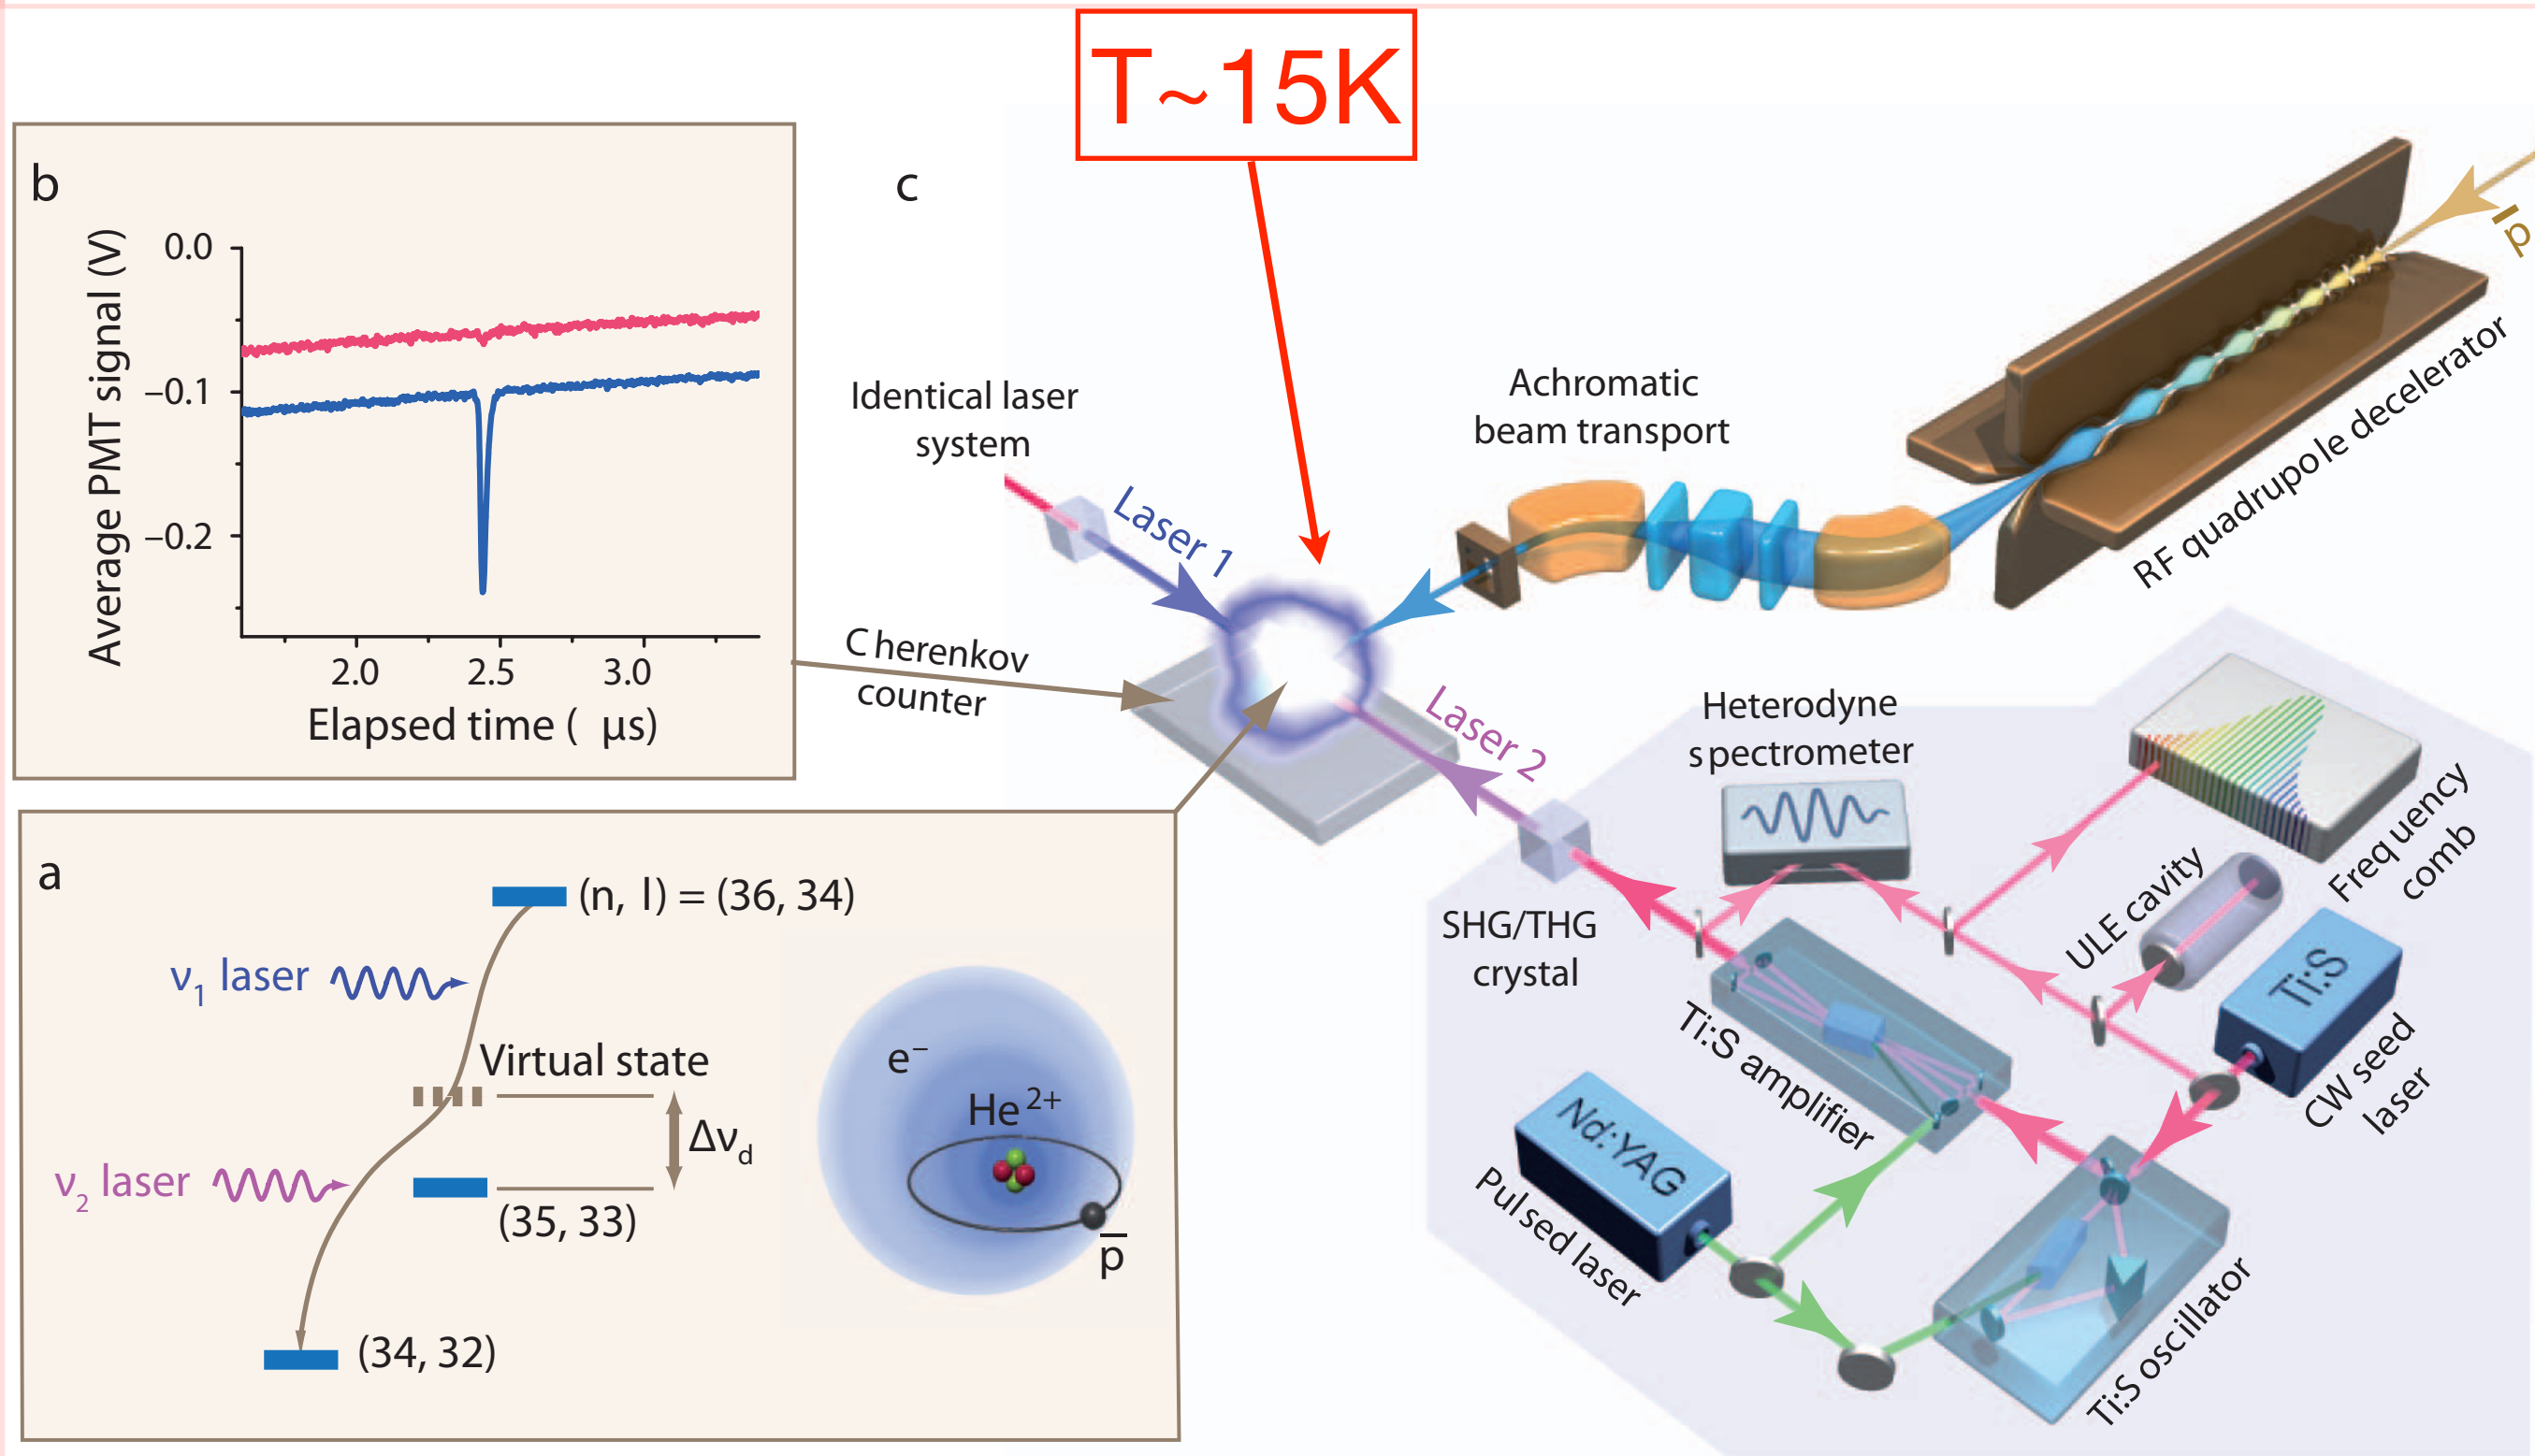 T~15K
b
Average PMT signal (V)
0.0
−0.1
−0.2
2.0 2.5 3.0
Elapsed time ( μs)
c
Identical laser
system
Laser 1
Cherenkov
counter
Laser 2
Achromatic
beam transport
RF quadrupole decelerator
p̅
Heterodyne
spectrometer
Frequency
comb
ULE cavity
Ti:S
CW seed
laser
SHG/THG
crystal
Ti:S amplifier
Nd:YAG
Pulsed laser
Ti:S oscillator
a
(n, l) = (36, 34)
ν₁ laser
Virtual state
Δν_d
ν₂ laser
(35, 33)
(34, 32)
e⁻
He²⁺
p̅